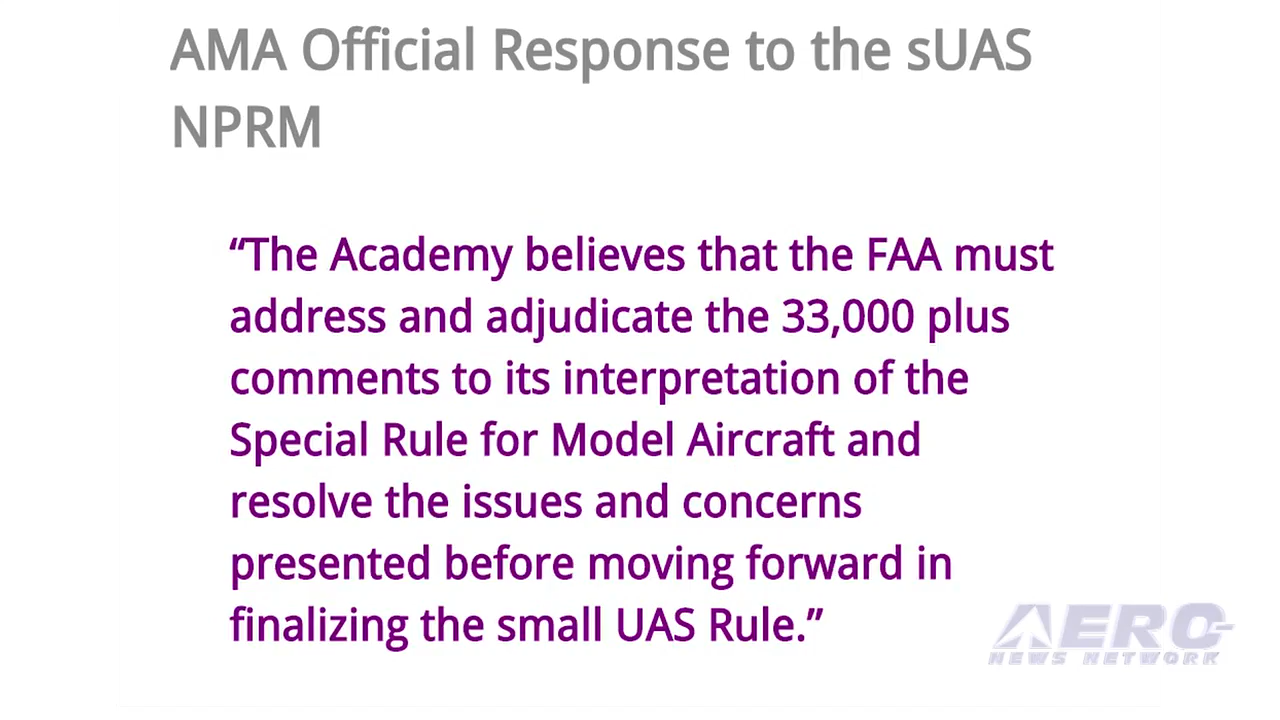 AMA Official Response to the sUAS
NPRM
“The Academy believes that the FAA must
address and adjudicate the 33,000 plus
comments to its interpretation of the
Special Rule for Model Aircraft and
resolve the issues and concerns
presented before moving forward in
finalizing the small UAS Rule.”
AERO
NEWS NETWORK